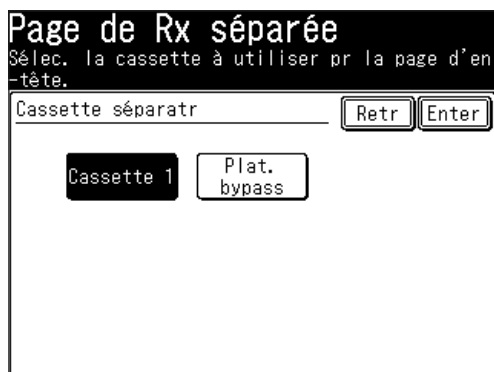 Page de Rx séparée
Sélec. la cassette à utiliser pr la page d'en
-tête.
Cassette séparatr
Retr Enter
Cassette 1
Plat.
bypass